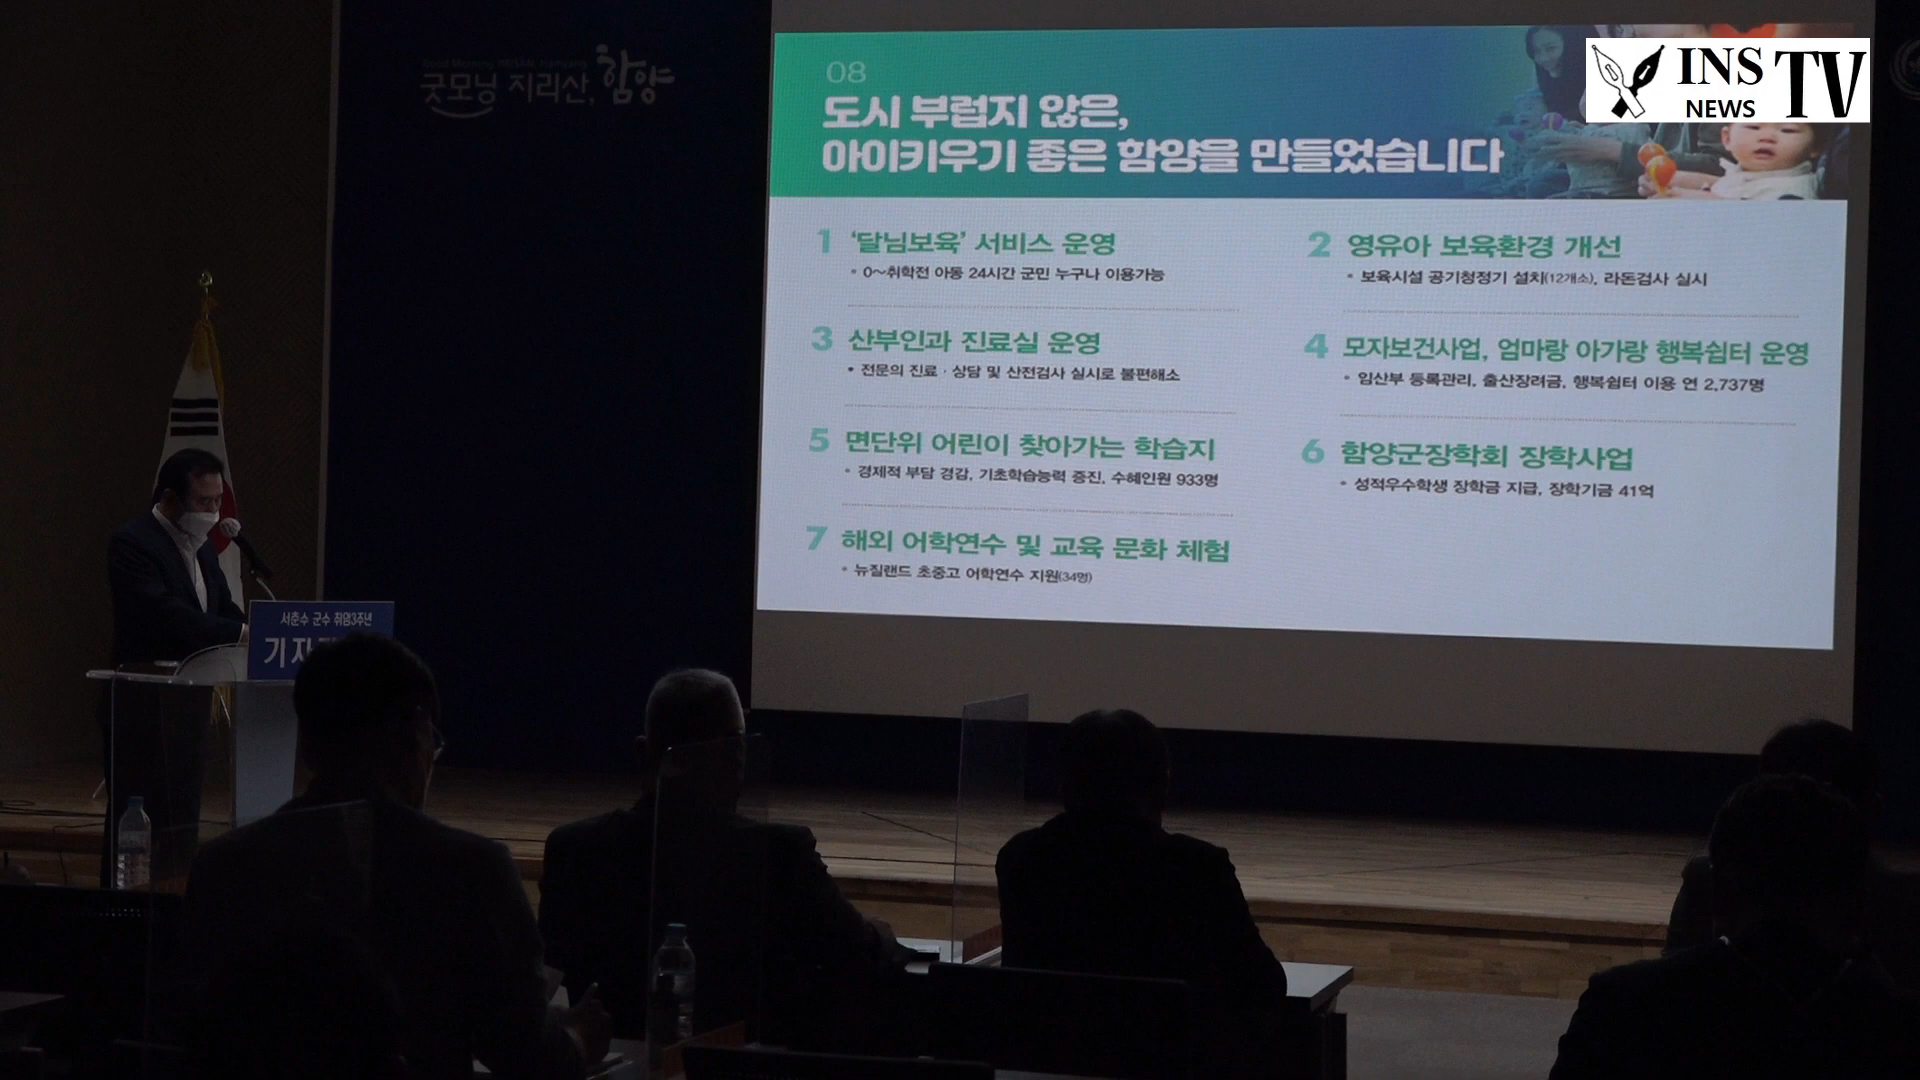 Good Morning JIRISAN, Hamyang
굿모닝 지리산, 함양
INS
NEWS
TV
08
도시 부럽지 않은,
아이키우기 좋은 함양을 만들었습니다
1 '달님보육' 서비스 운영
• 0~취학전 아동 24시간 군민 누구나 이용가능
2 영유아 보육환경 개선
• 보육시설 공기청정기 설치(12개소), 라돈검사 실시
3 산부인과 진료실 운영
• 전문의 진료 · 상담 및 산전검사 실시로 불편해소
4 모자보건사업, 엄마랑 아가랑 행복쉼터 운영
• 임산부 등록관리, 출산장려금, 행복쉼터 이용 연 2,737명
5 면단위 어린이 찾아가는 학습지
• 경제적 부담 경감, 기초학습능력 증진, 수혜인원 933명
6 함양군장학회 장학사업
• 성적우수학생 장학금 지급, 장학기금 41억
7 해외 어학연수 및 교육 문화 체험
• 뉴질랜드 초중고 어학연수 지원(34명)
서춘수 군수 취임3주년
기자